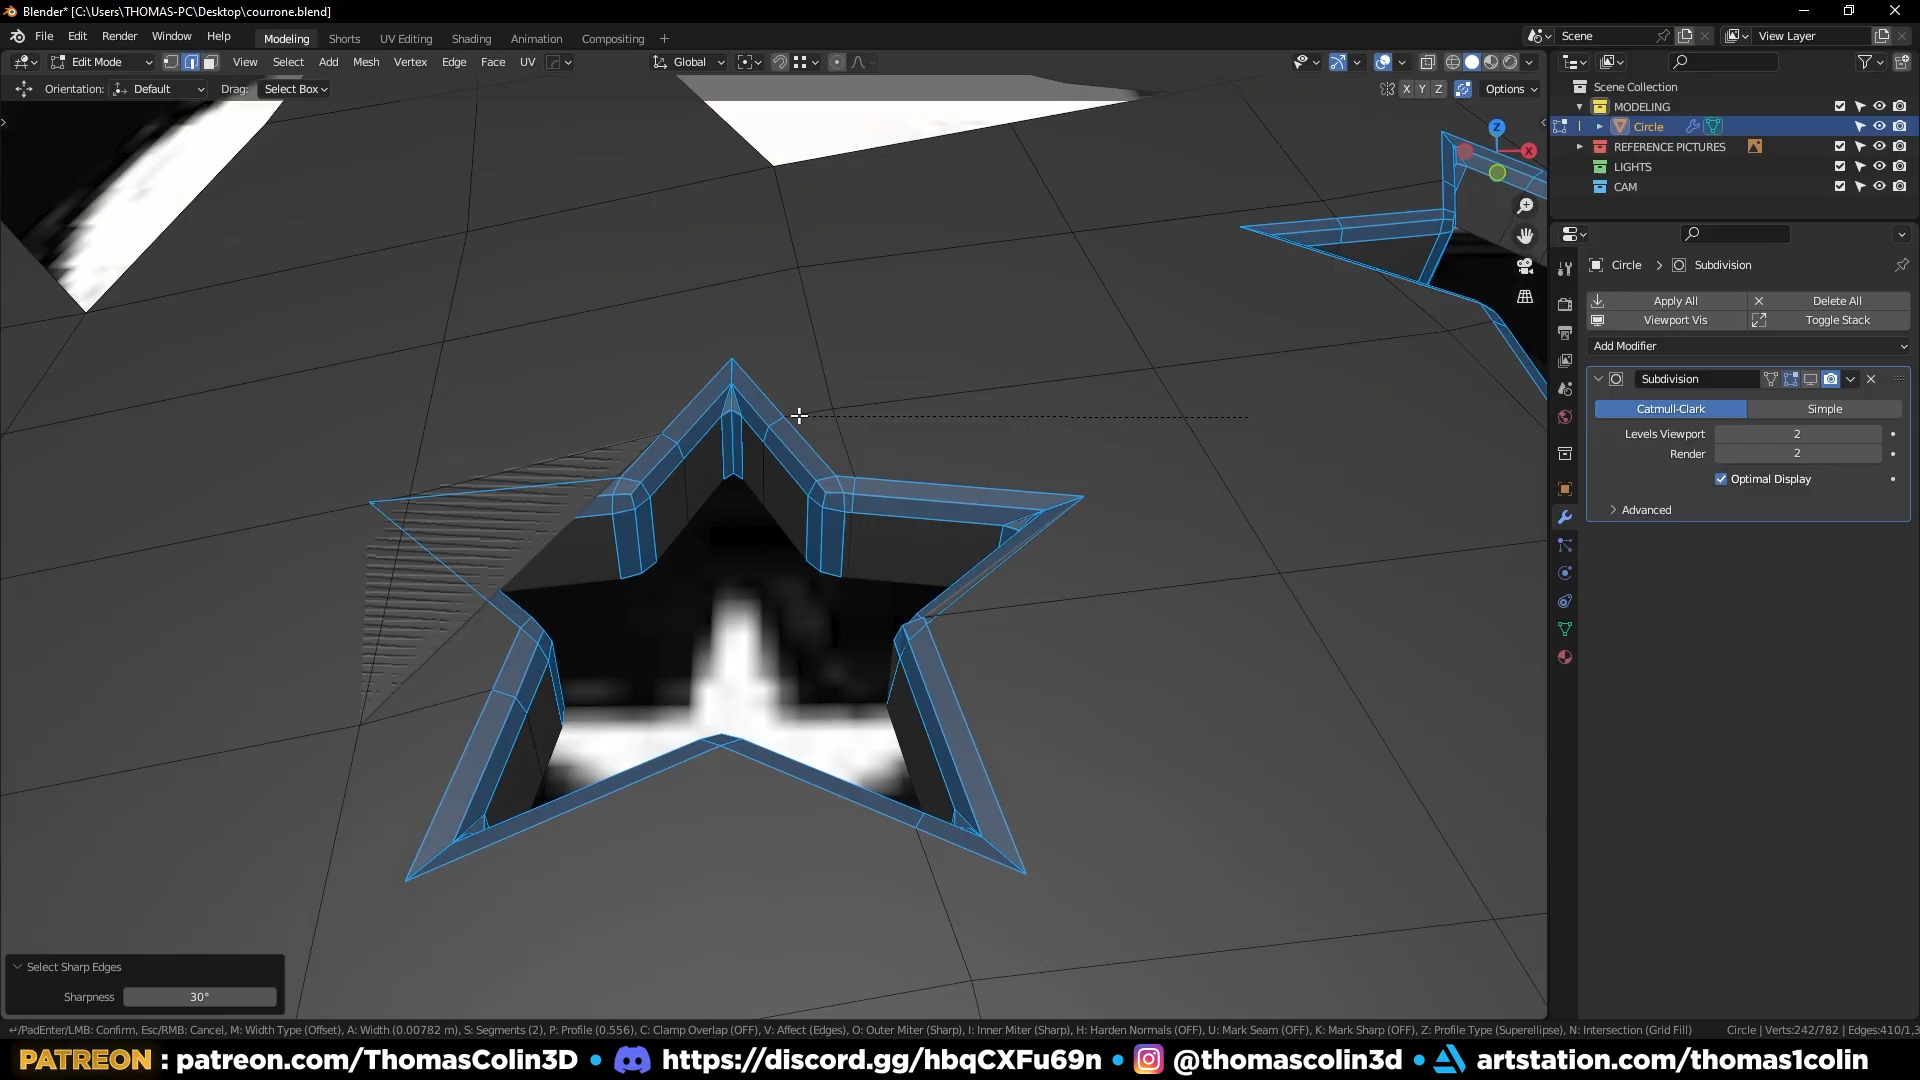 Blender* [C:\Users\THOMAS-PC\Desktop\courrone.blend]
File Edit Render Window Help Modeling Shorts UV Editing Shading Animation Compositing + Scene View Layer
Edit Mode View Select Add Mesh Vertex Edge Face UV Global
Orientation: Default Drag: Select Box X Y Z Options
Scene Collection
MODELING
Circle
REFERENCE PICTURES
LIGHTS
CAM
Z
X
Circle > Subdivision
Apply All Delete All
Viewport Vis Toggle Stack
Add Modifier
Subdivision
Catmull-Clark Simple
Levels Viewport 2
Render 2
Optimal Display
Advanced
Select Sharp Edges
Sharpness 30°
↵/PadEnter/LMB: Confirm, Esc/RMB: Cancel, M: Width Type (Offset), A: Width (0.00782 m), S: Segments (2), P: Profile (0.556), C: Clamp Overlap (OFF), V: Affect (Edges), O: Outer Miter (Sharp), I: Inner Miter (Sharp), H: Harden Normals (OFF), U: Mark Seam (OFF), K: Mark Sharp (OFF), Z: Profile Type (Superellipse), N: Intersection (Grid Fill) Circle | Verts:242/782 | Edges:410/1,3
PATREON : patreon.com/ThomasColin3D • https://discord.gg/hbqCXFu69n • @thomascolin3d • artstation.com/thomas1colin